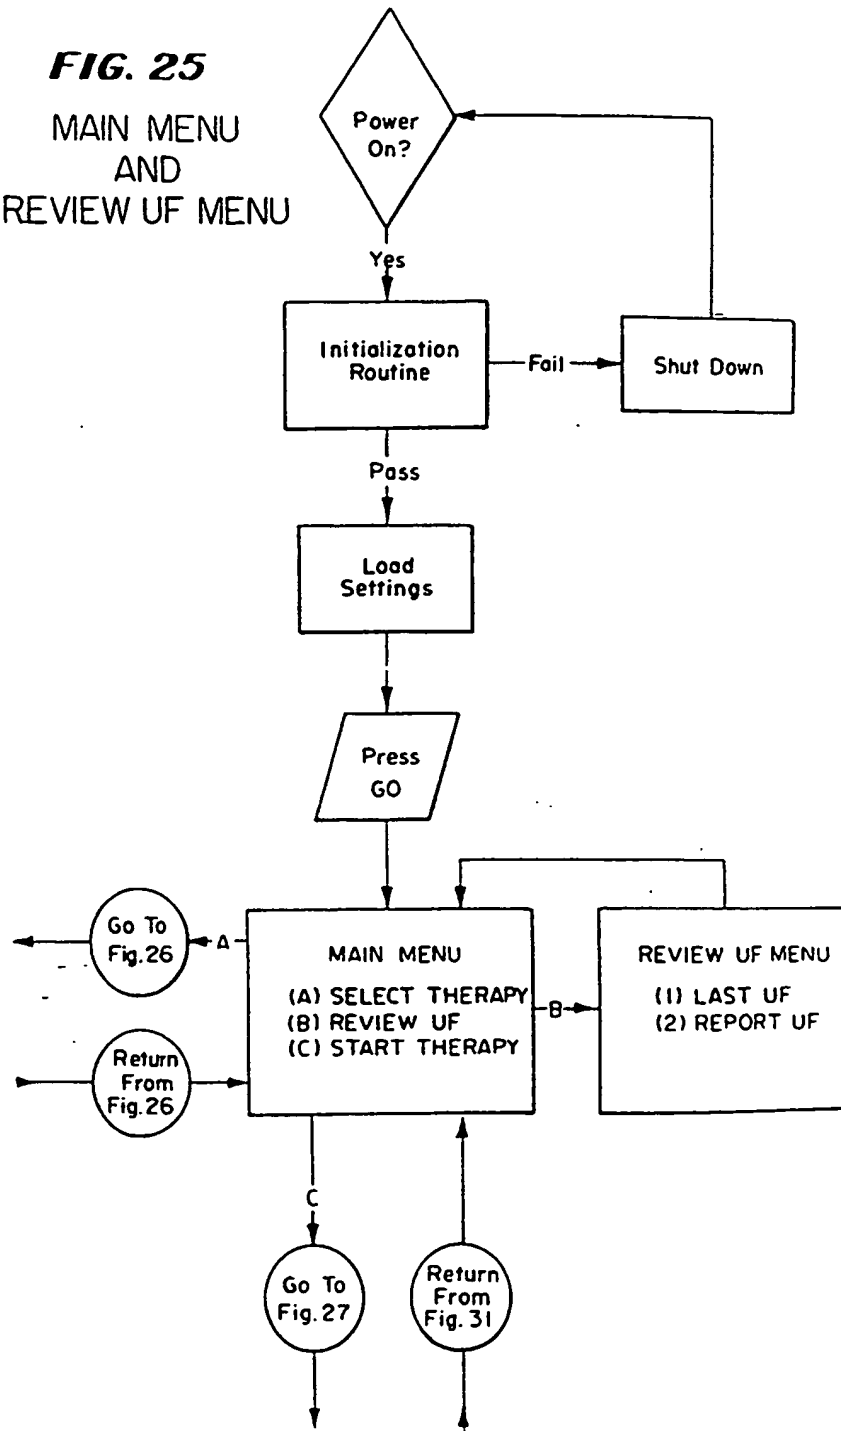 FIG. 25
MAIN MENU
AND
REVIEW UF MENU
Power
On?
Yes
Initialization
Routine
Fail
Shut Down
Pass
Load
Settings
Press
GO
Go To
Fig. 26
A
MAIN MENU
(A) SELECT THERAPY
(B) REVIEW UF
(C) START THERAPY
B
REVIEW UF MENU
(1) LAST UF
(2) REPORT UF
Return
From
Fig. 26
C
Go To
Fig. 27
Return
From
Fig. 31